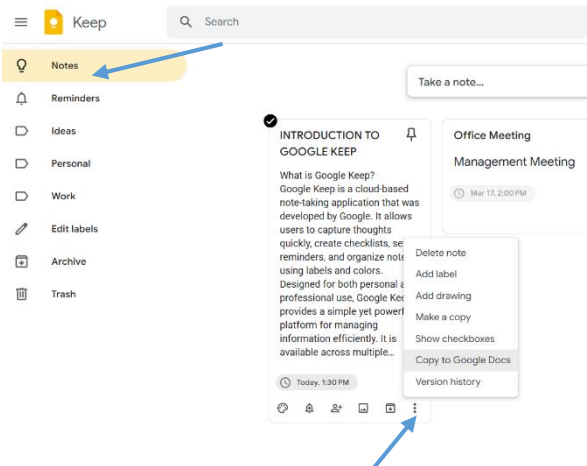 Keep
Search
Notes
Reminders
Ideas
Personal
Work
Edit labels
Archive
Trash
Take a note...
INTRODUCTION TO
GOOGLE KEEP
What is Google Keep?
Google Keep is a cloud-based
note-taking application that was
developed by Google. It allows
users to capture thoughts
quickly, create checklists, se
reminders, and organize note
using labels and colors.
Designed for both personal a
professional use, Google Kee
provides a simple yet powerf
platform for managing
information efficiently. It is
available across multiple...
Today, 1:30 PM
Office Meeting
Management Meeting
Mar 17, 2:00 PM
Delete note
Add label
Add drawing
Make a copy
Show checkboxes
Copy to Google Docs
Version history